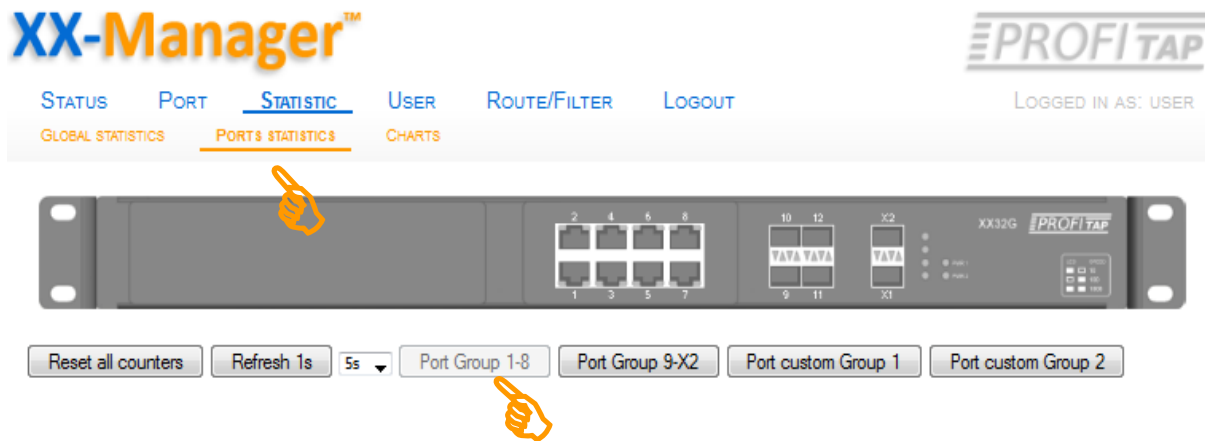 XX-Manager™
PROFITAP
STATUS PORT STATISTIC USER ROUTE/FILTER LOGOUT LOGGED IN AS: USER
GLOBAL STATISTICS PORTS STATISTICS CHARTS
2 4 6 8 10 12 X2
XX32G PROFITAP
1 3 5 7 9 11 X1
Reset all counters Refresh 1s 5s Port Group 1-8 Port Group 9-X2 Port custom Group 1 Port custom Group 2